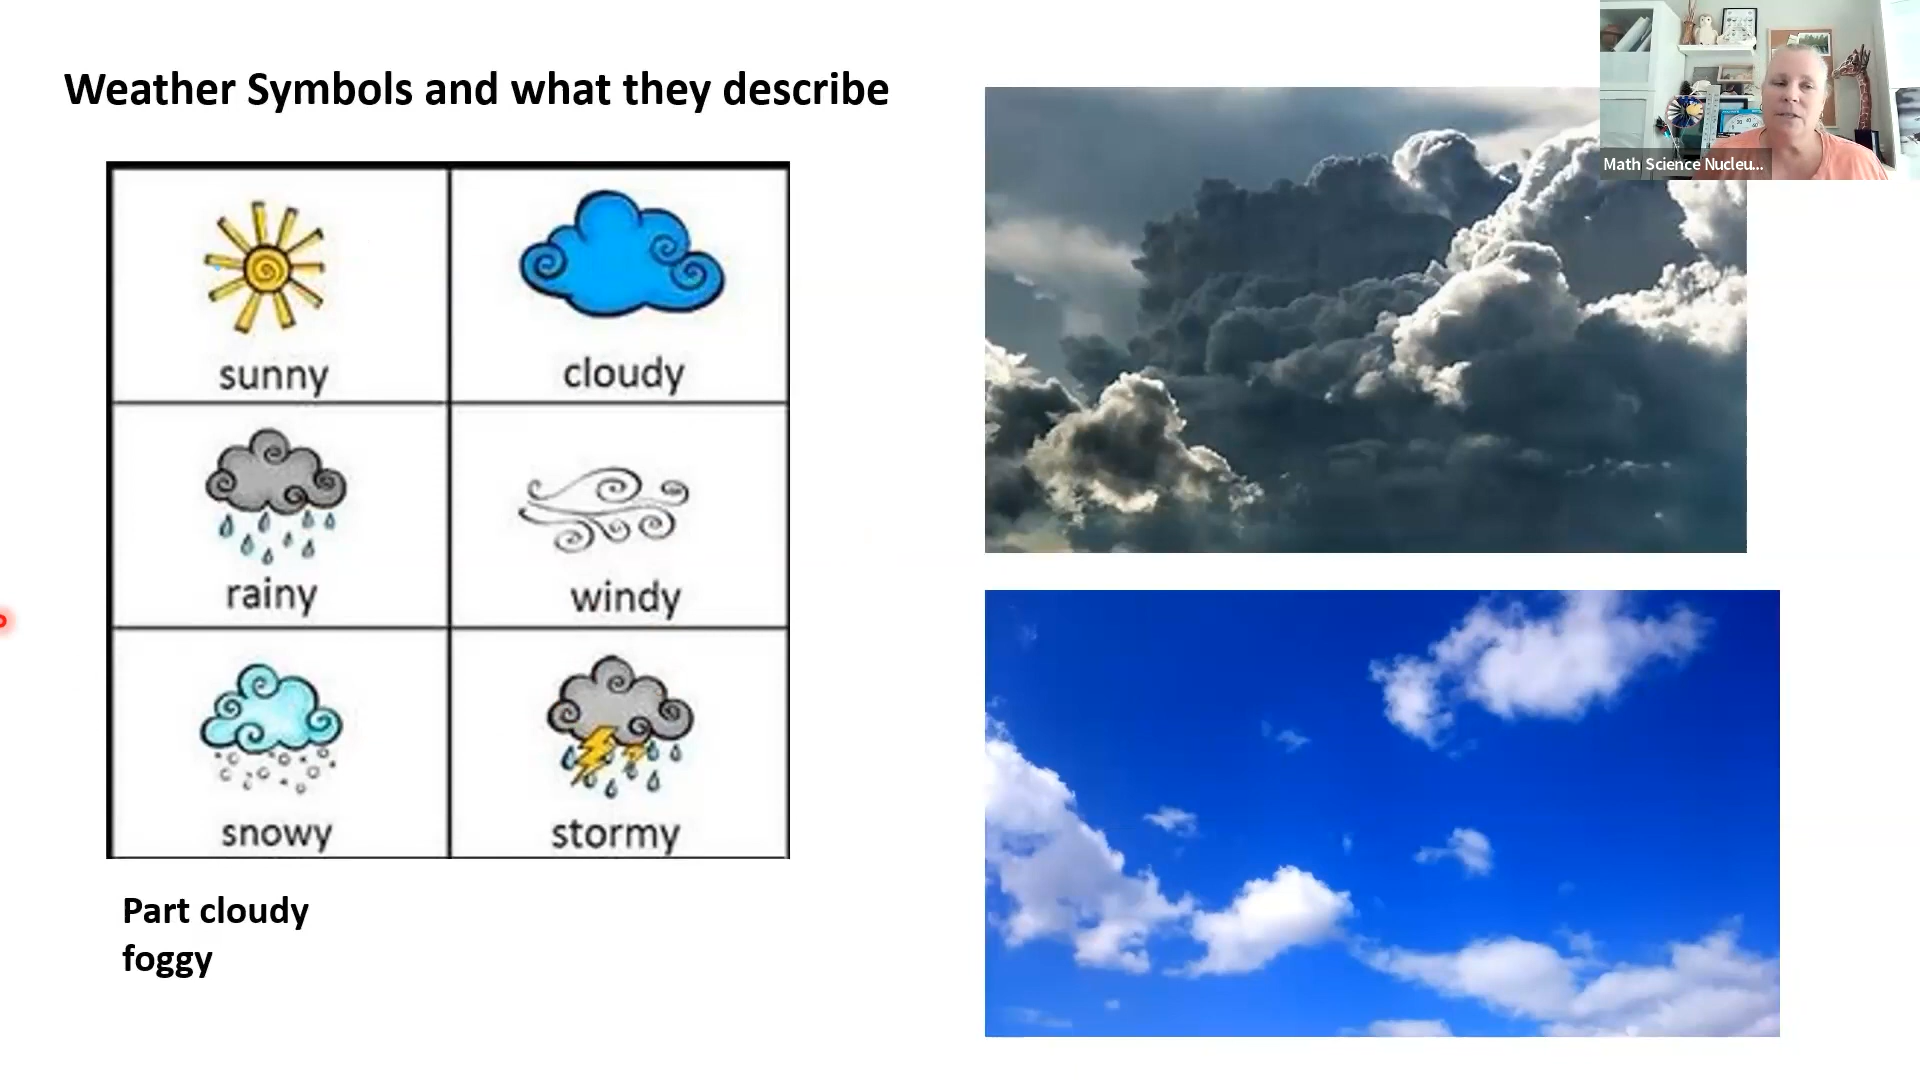 Weather Symbols and what they describe
Math Science Nucleu...
sunny
cloudy
rainy
windy
snowy
stormy
Part cloudy
foggy